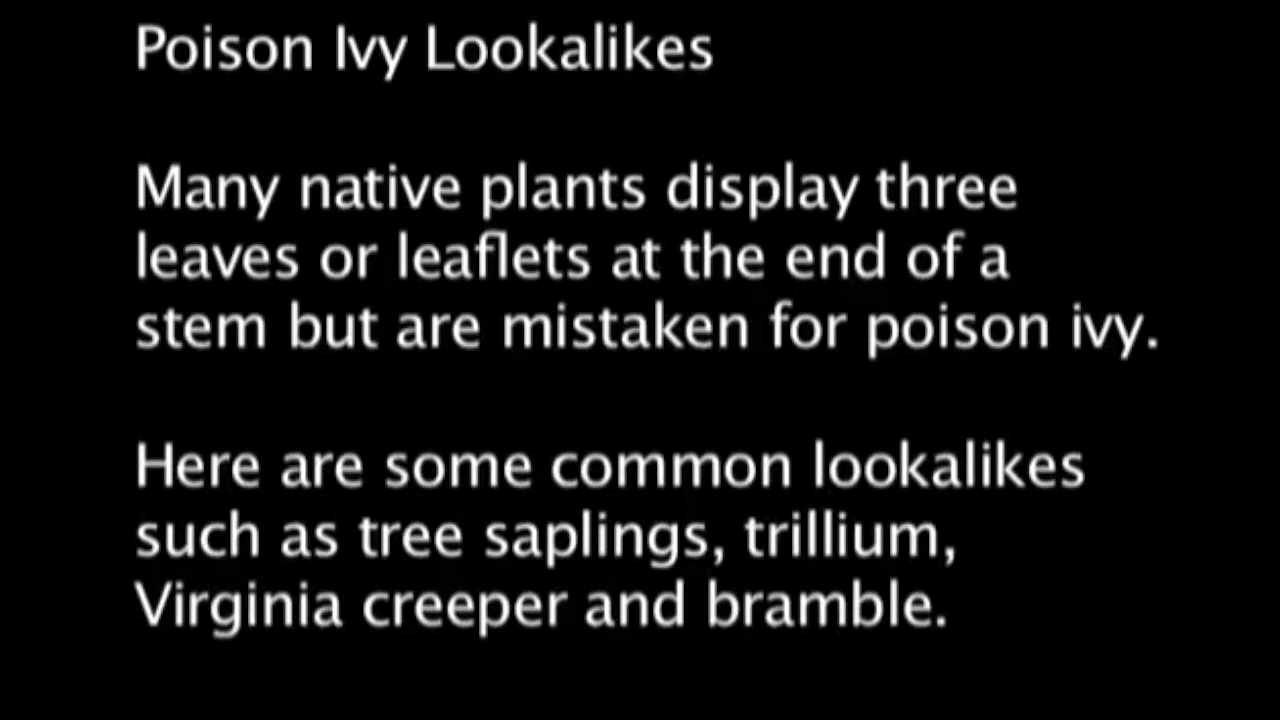 Poison Ivy Lookalikes
Many native plants display three
leaves or leaflets at the end of a
stem but are mistaken for poison ivy.
Here are some common lookalikes
such as tree saplings, trillium,
Virginia creeper and bramble.